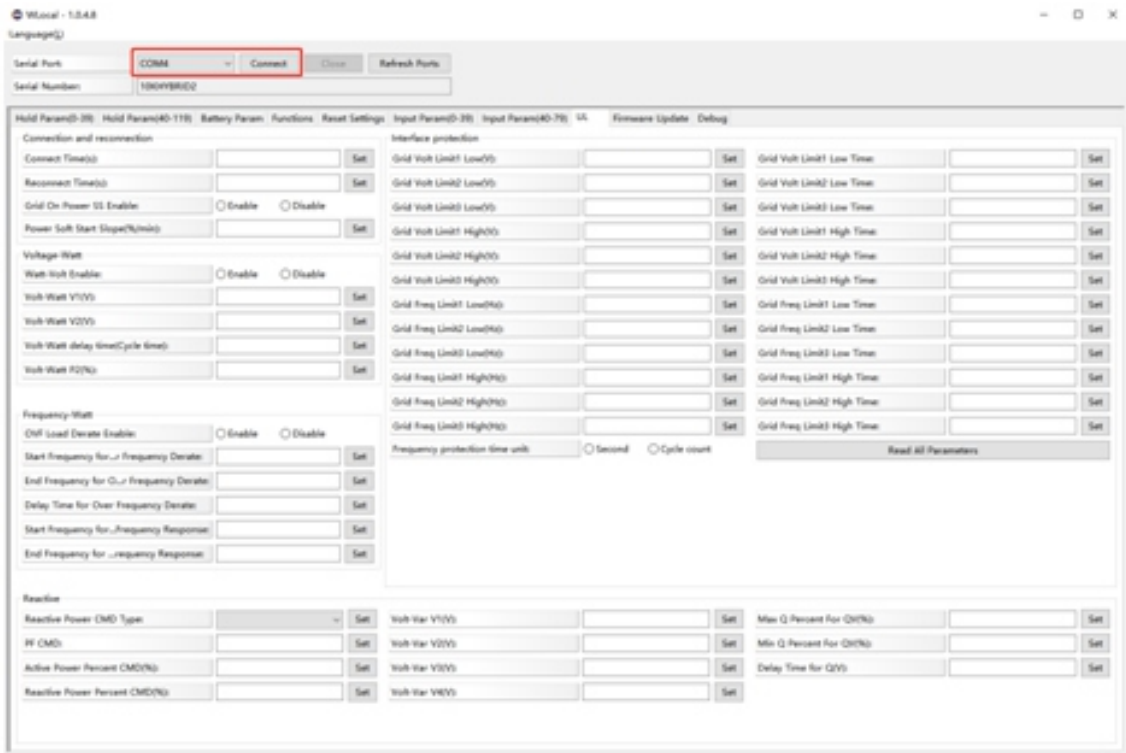 WLocal - 1.0.4.8
Language(L)
Serial Port: COM4 Connect Close Refresh Ports
Serial Number: 10KHYBRID2
Hold Param(0-39) Hold Param(40-119) Battery Param Functions Reset Settings Input Param(0-39) Input Param(40-79) UL Firmware Update Debug
Connection and reconnection
Connect Time(s): Set
Reconnect Time(s): Set
Grid On Power SS Enable: Enable Disable
Power Soft Start Slope(%/min): Set
Voltage-Watt
Watt-Volt Enable: Enable Disable
Volt-Watt V1(V): Set
Volt-Watt V2(V): Set
Volt-Watt delay time(Cycle time): Set
Volt-Watt P2(%): Set
Frequency-Watt
OVF Load Derate Enable: Enable Disable
Start Frequency for...r Frequency Derate: Set
End Frequency for O...r Frequency Derate: Set
Delay Time for Over Frequency Derate: Set
Start Frequency for...Frequency Response: Set
End Frequency for ...requency Response: Set
Interface protection
Grid Volt Limit1 Low(V): Set Grid Volt Limit1 Low Time: Set
Grid Volt Limit2 Low(V): Set Grid Volt Limit2 Low Time: Set
Grid Volt Limit3 Low(V): Set Grid Volt Limit3 Low Time: Set
Grid Volt Limit1 High(V): Set Grid Volt Limit1 High Time: Set
Grid Volt Limit2 High(V): Set Grid Volt Limit2 High Time: Set
Grid Volt Limit3 High(V): Set Grid Volt Limit3 High Time: Set
Grid Freq Limit1 Low(Hz): Set Grid Freq Limit1 Low Time: Set
Grid Freq Limit2 Low(Hz): Set Grid Freq Limit2 Low Time: Set
Grid Freq Limit3 Low(Hz): Set Grid Freq Limit3 Low Time: Set
Grid Freq Limit1 High(Hz): Set Grid Freq Limit1 High Time: Set
Grid Freq Limit2 High(Hz): Set Grid Freq Limit2 High Time: Set
Grid Freq Limit3 High(Hz): Set Grid Freq Limit3 High Time: Set
Frequency protection time unit: Second Cycle count Read All Parameters
Reactive
Reactive Power CMD Type: Set Volt-Var V1(V): Set Max Q Percent For QV(%): Set
PF CMD: Set Volt-Var V2(V): Set Min Q Percent For QV(%): Set
Active Power Percent CMD(%): Set Volt-Var V3(V): Set Delay Time for Q(V): Set
Reactive Power Percent CMD(%): Set Volt-Var V4(V): Set